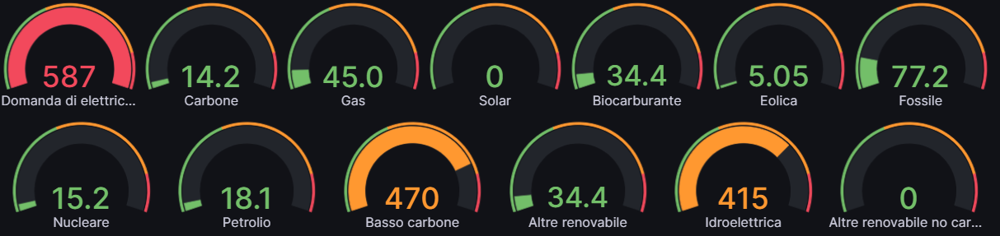 587
Domanda di elettric...
14.2
Carbone
45.0
Gas
0
Solar
34.4
Biocarburante
5.05
Eolica
77.2
Fossile
15.2
Nucleare
18.1
Petrolio
470
Basso carbone
34.4
Altre renovabile
415
Idroelettrica
0
Altre renovabile no car...